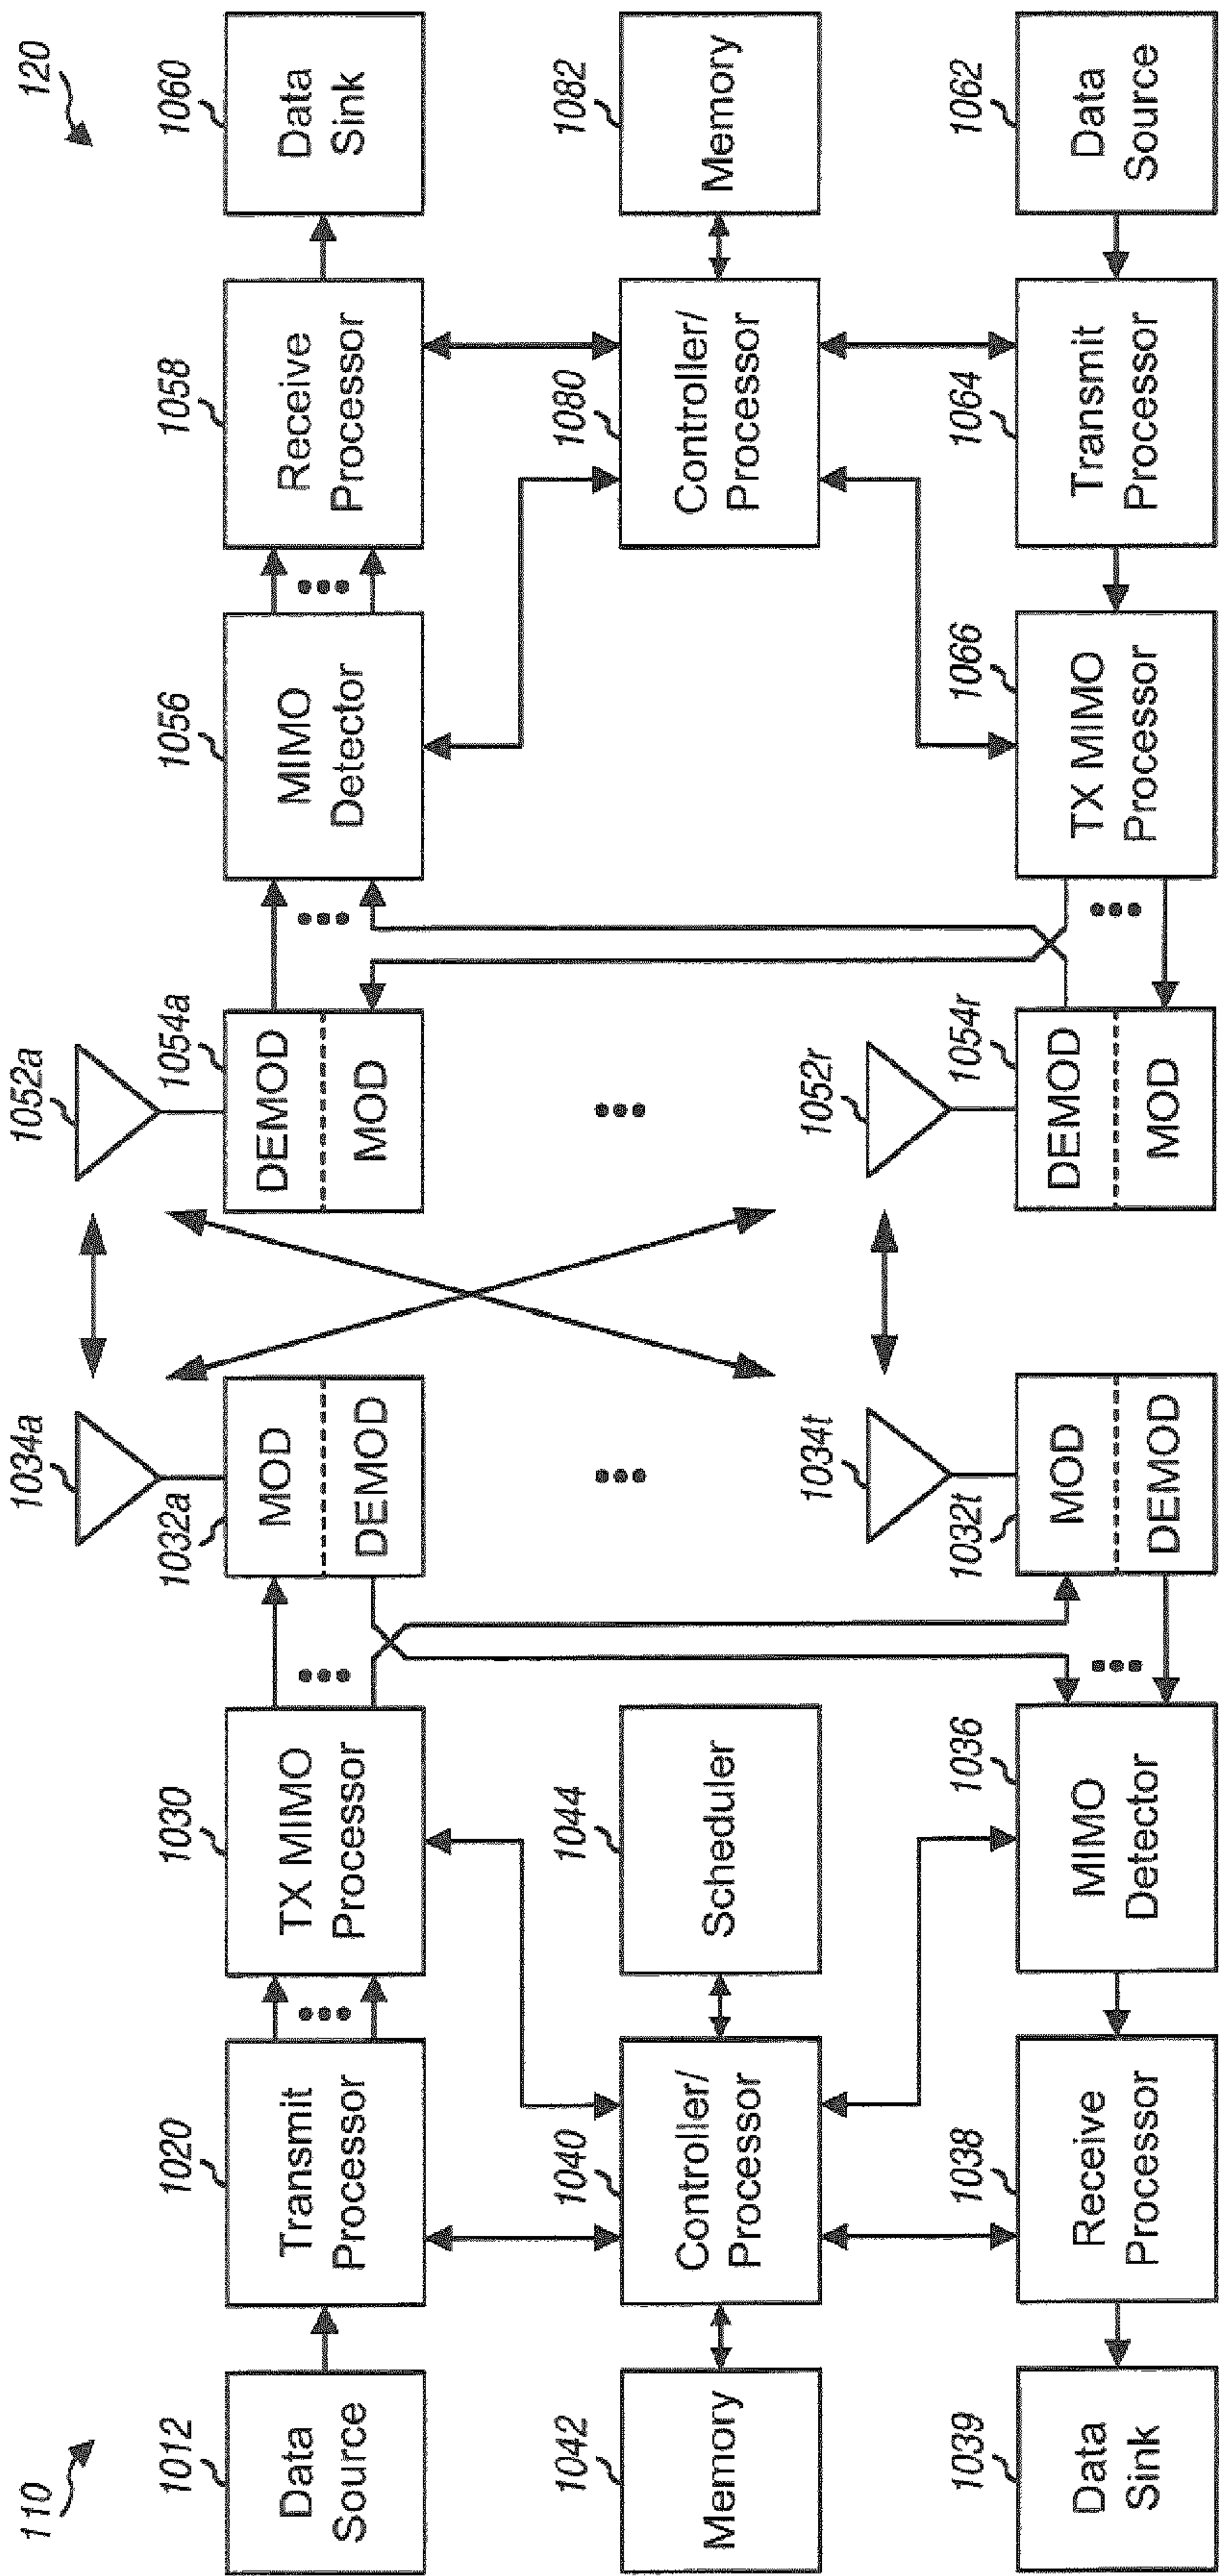 110
1012
Data
Source
1020
Transmit
Processor
1030
TX MIMO
Processor
1034a
1032a
MOD
DEMOD
1042
Memory
1040
Controller/
Processor
1044
Scheduler
1039
Data
Sink
1038
Receive
Processor
1036
MIMO
Detector
1034t
1032t
MOD
DEMOD
120
1052a
1054a
DEMOD
MOD
1056
MIMO
Detector
1058
Receive
Processor
1060
Data
Sink
1080
Controller/
Processor
1082
Memory
1052r
1054r
DEMOD
MOD
1066
TX MIMO
Processor
1064
Transmit
Processor
1062
Data
Source